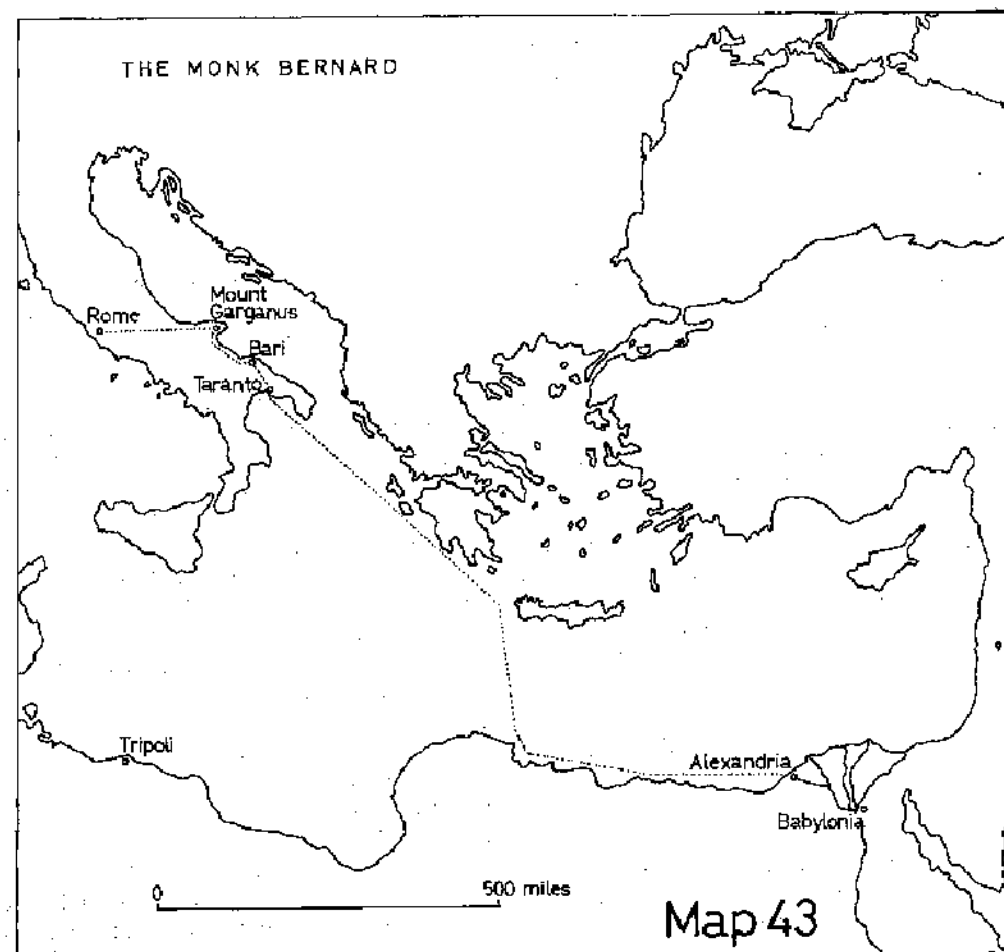 THE MONK BERNARD
Mount
Garganus
Rome
Bari
Taranto
Tripoli
Alexandria
Babylonia
0
500 miles
Map 43